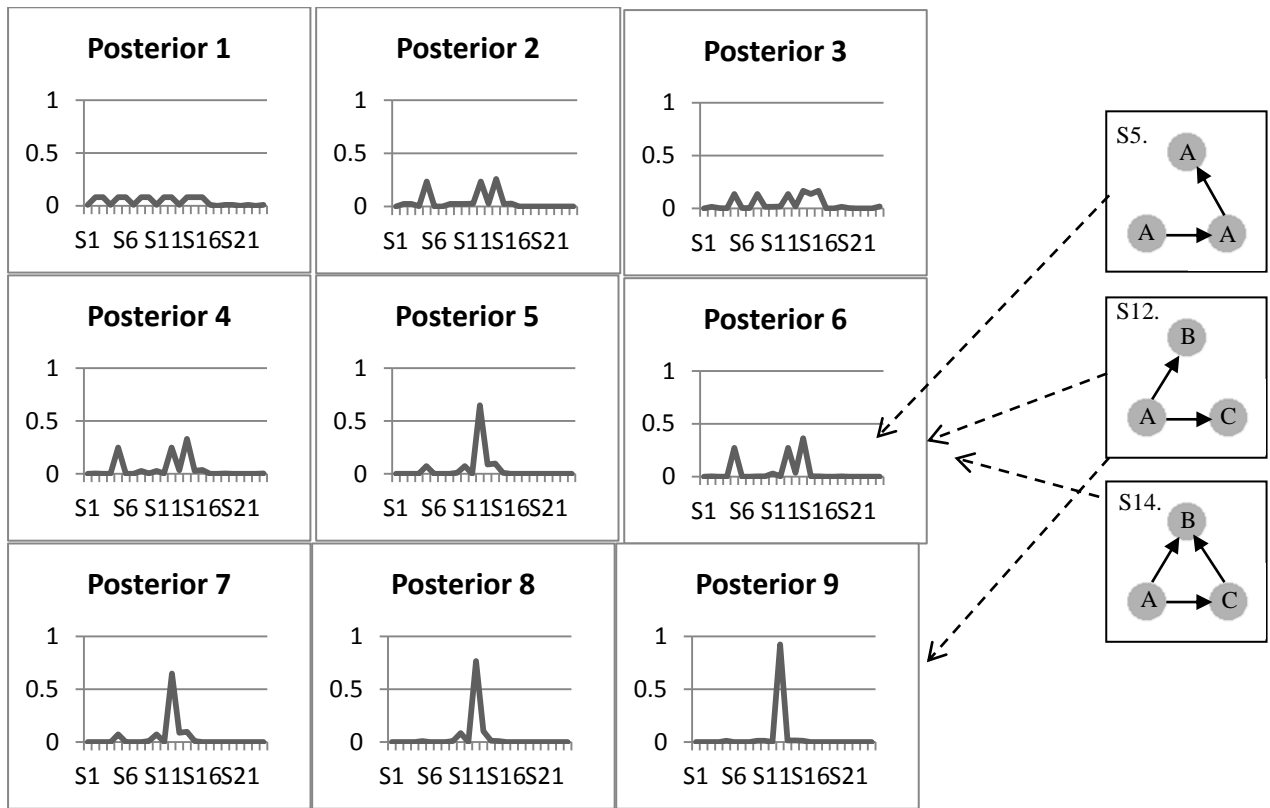 Posterior 1
1
0.5
0
S1 S6 S11S16S21
Posterior 2
1
0.5
0
S1 S6 S11S16S21
Posterior 3
1
0.5
0
S1 S6 S11S16S21
Posterior 4
1
0.5
0
S1 S6 S11S16S21
Posterior 5
1
0.5
0
S1 S6 S11S16S21
Posterior 6
1
0.5
0
S1 S6 S11S16S21
Posterior 7
1
0.5
0
S1 S6 S11S16S21
Posterior 8
1
0.5
0
S1 S6 S11S16S21
Posterior 9
1
0.5
0
S1 S6 S11S16S21
S5.
A
A A
S12.
B
A C
S14.
B
A C